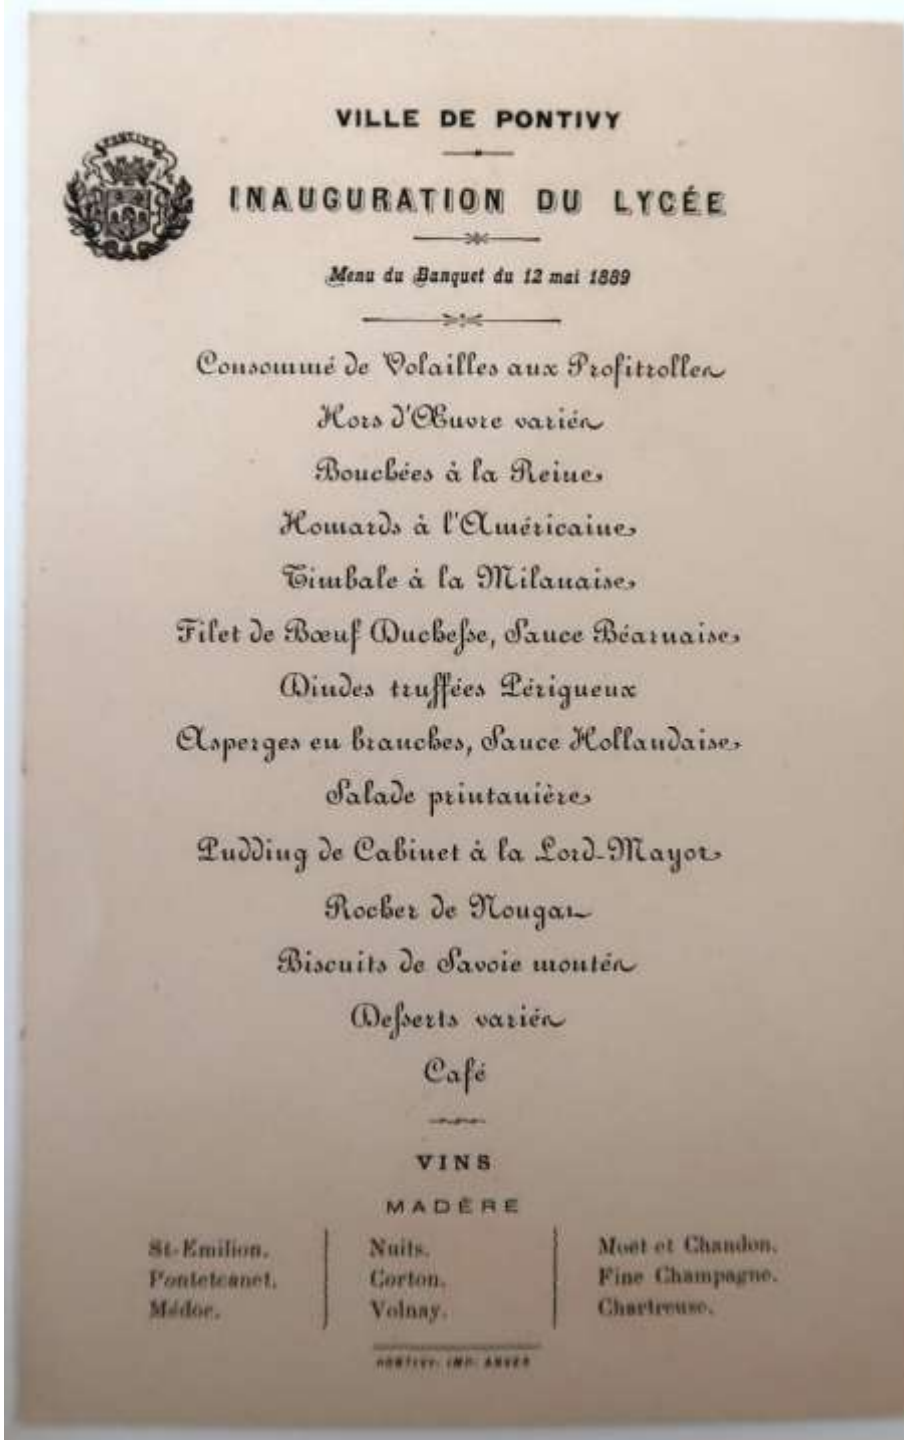 PONTIVY
VILLE DE PONTIVY
INAUGURATION DU LYCÉE
Menu du Banquet du 12 mai 1889
Consommé de Volailles aux Profitrolles
Hors d'Œuvre variés
Bouchées à la Reine
Homards à l'Américaine
Timbale à la Milanaise
Filet de Bœuf Duchesse, Sauce Béarnaise
Dindes truffées Périgueux
Asperges en branches, Sauce Hollandaise
Salade printanière
Pudding de Cabinet à la Lord-Mayor
Rocher de Nougat
Biscuits de Savoie montés
Desserts variés
Café
VINS
MADÈRE
St-Emilion.
Pontetcanet.
Médoc.
Nuits.
Corton.
Volnay.
Moët et Chandon.
Fine Champagne.
Chartreuse.
PONTIVY. IMP.